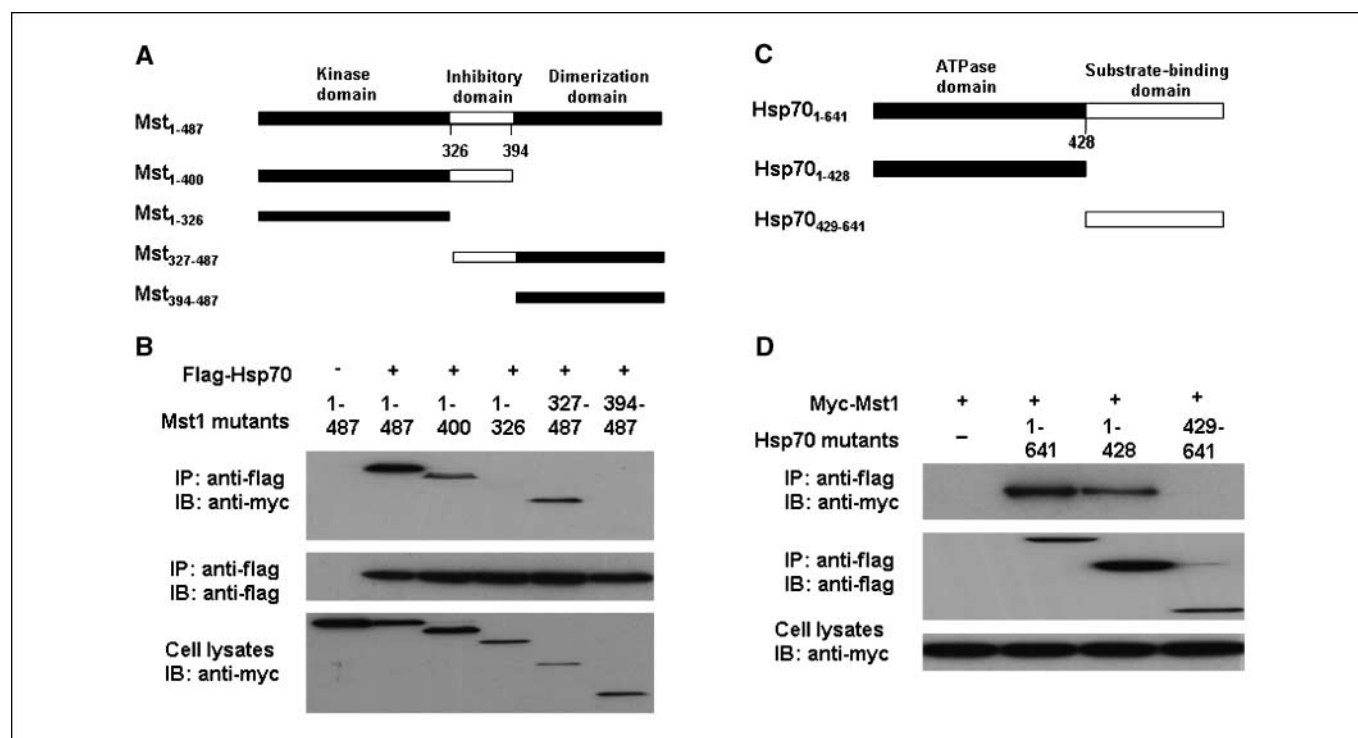 A
Kinase
domain
Inhibitory
domain
Dimerization
domain
Mst1-487
326 394
Mst1-400
Mst1-326
Mst327-487
Mst394-487
B
Flag-Hsp70 - + + + + +
Mst1 mutants 1-487 1-487 1-400 1-326 327-487 394-487
IP: anti-flag
IB: anti-myc
IP: anti-flag
IB: anti-flag
Cell lysates
IB: anti-myc
C
ATPase
domain
Substrate-binding
domain
Hsp701-641
428
Hsp701-428
Hsp70429-641
D
Myc-Mst1 + + + +
Hsp70 mutants – 1-641 1-428 429-641
IP: anti-flag
IB: anti-myc
IP: anti-flag
IB: anti-flag
Cell lysates
IB: anti-myc